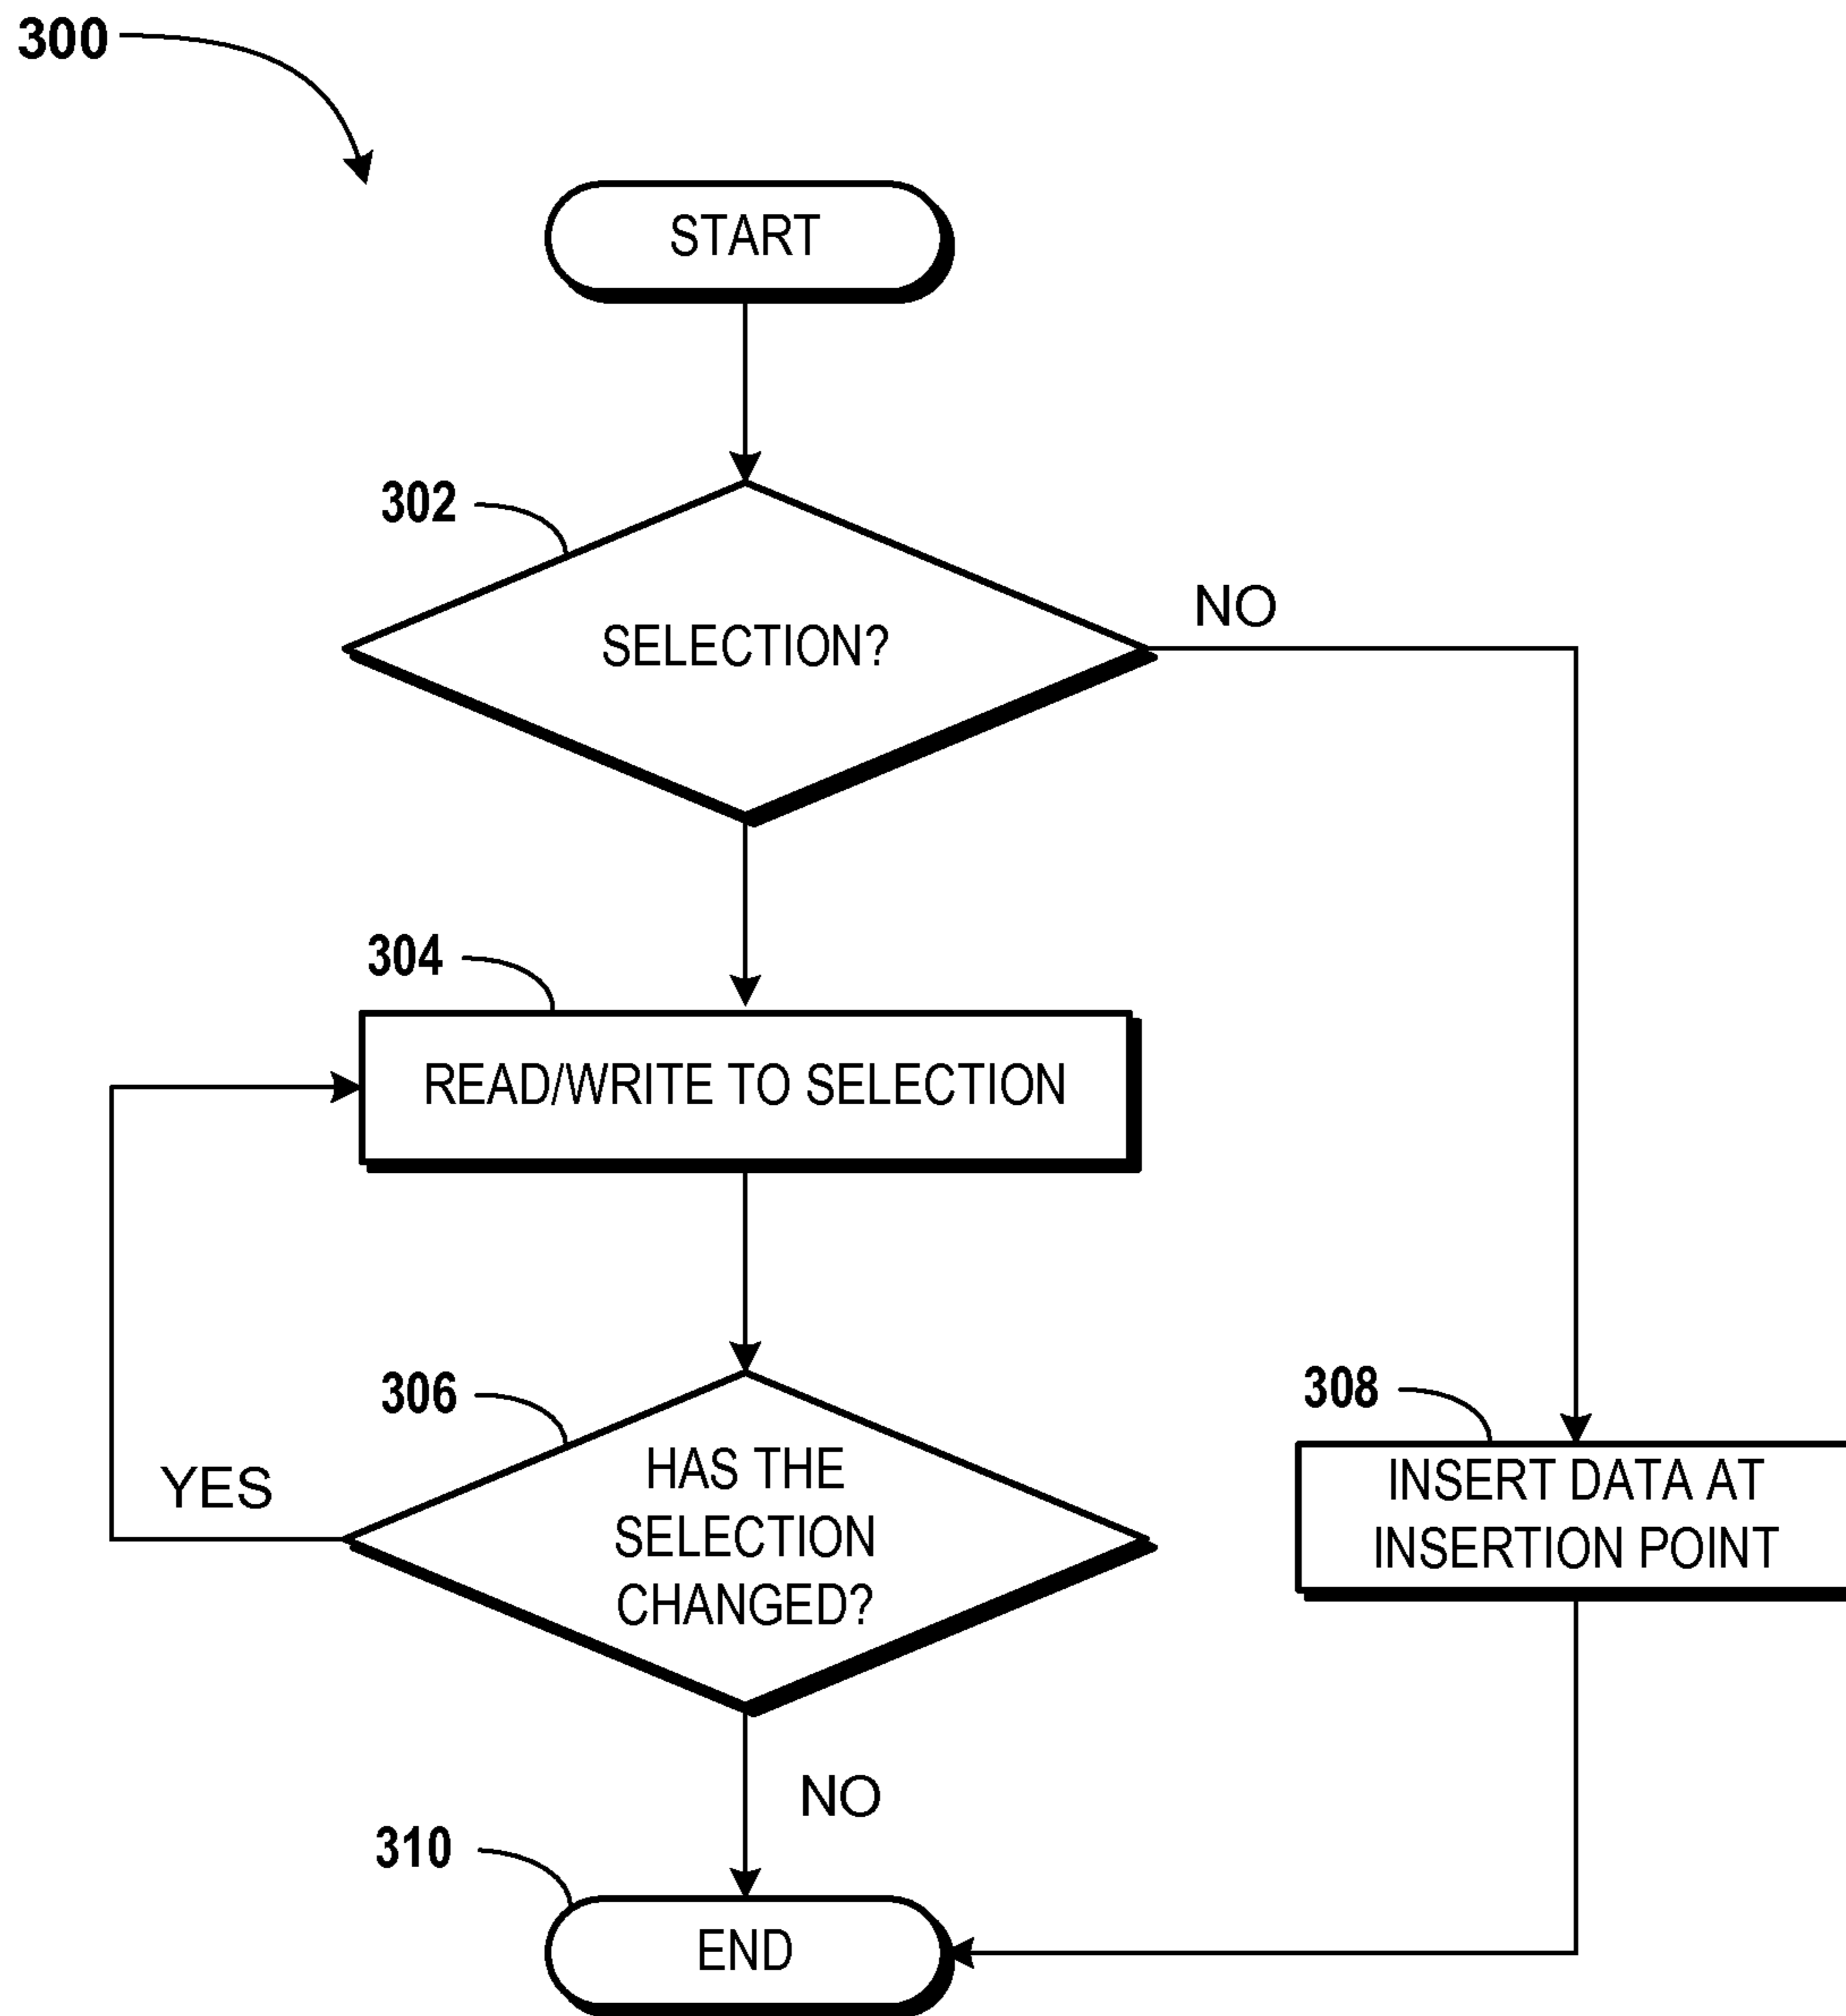 300
START
302
SELECTION?
NO
304
READ/WRITE TO SELECTION
306
HAS THE
SELECTION
CHANGED?
YES
308
INSERT DATA AT
INSERTION POINT
NO
310
END